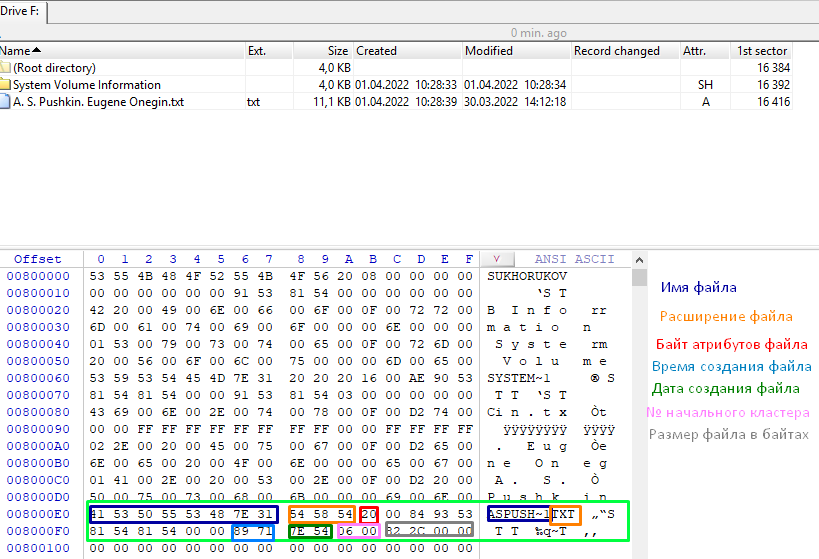 Drive F:
0 min. ago
Name Ext. Size Created Modified Record changed Attr. 1st sector
(Root directory) 4,0 KB 16 384
System Volume Information 4,0 KB 01.04.2022 10:28:33 01.04.2022 10:28:34 SH 16 392
A. S. Pushkin. Eugene Onegin.txt txt 11,1 KB 01.04.2022 10:28:39 30.03.2022 14:12:18 A 16 416
Offset 0 1 2 3 4 5 6 7 8 9 A B C D E F ANSI ASCII
00800000 53 55 4B 48 4F 52 55 4B 4F 56 20 08 00 00 00 00 SUKHORUKOV
00800010 00 00 00 00 00 00 91 53 81 54 00 00 00 00 00 00 ‘S T
00800020 42 20 00 49 00 6E 00 66 00 6F 00 0F 00 72 72 00 B I n f o rr
00800030 6D 00 61 00 74 00 69 00 6F 00 00 00 6E 00 00 00 m a t i o n
00800040 01 53 00 79 00 73 00 74 00 65 00 0F 00 72 6D 00 S y s t e rm
00800050 20 00 56 00 6F 00 6C 00 75 00 00 00 6D 00 65 00 V o l u m e
00800060 53 59 53 54 45 4D 7E 31 20 20 20 16 00 AE 90 53 SYSTEM~1 ® S
00800070 81 54 81 54 00 00 91 53 81 54 03 00 00 00 00 00 T T ‘S T
00800080 43 69 00 6E 00 2E 00 74 00 78 00 0F 00 D2 74 00 C i n . t x Òt
00800090 00 00 FF FF FF FF FF FF FF FF 00 00 FF FF FF FF ÿÿÿÿÿÿÿÿ ÿÿÿÿ
008000A0 02 2E 00 20 00 45 00 75 00 67 00 0F 00 D2 65 00 . E u g Òe
008000B0 6E 00 65 00 20 00 4F 00 6E 00 00 00 65 00 67 00 n e O n e g
008000C0 01 41 00 2E 00 20 00 53 00 2E 00 0F 00 D2 20 00 A . S . Ò
008000D0 50 00 75 00 73 00 68 00 6B 00 00 00 69 00 6E 00 P u s h k i n
008000E0 41 53 50 55 53 48 7E 31 54 58 54 20 00 84 93 53 ASPUSH~1TXT „“S
008000F0 81 54 81 54 00 00 89 71 7E 54 06 00 82 2C 00 00 T T ‰q~T ‚,
00800100 00 00 00 00 00 00 00 00 00 00 00 00 00 00 00 00
Имя файла
Расширение файла
Байт атрибутов файла
Время создания файла
Дата создания файла
№ начального кластера
Размер файла в байтах